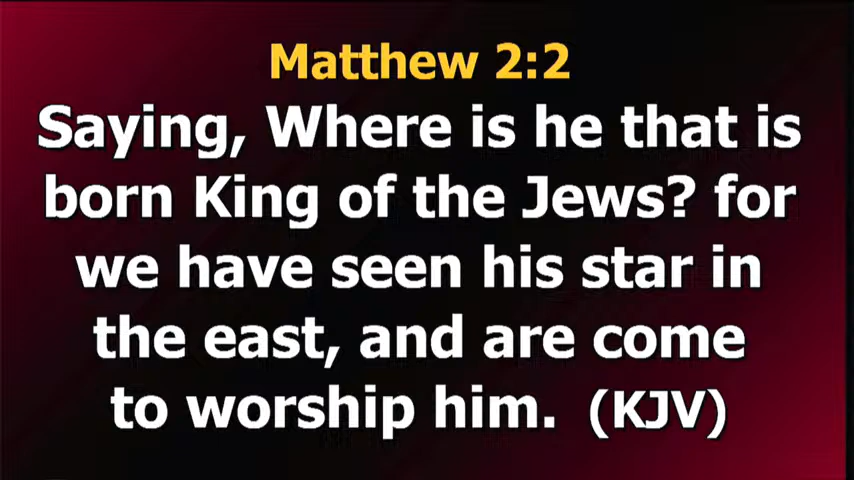 Matthew 2:2
Saying, Where is he that is
born King of the Jews? for
we have seen his star in
the east, and are come
to worship him. (KJV)